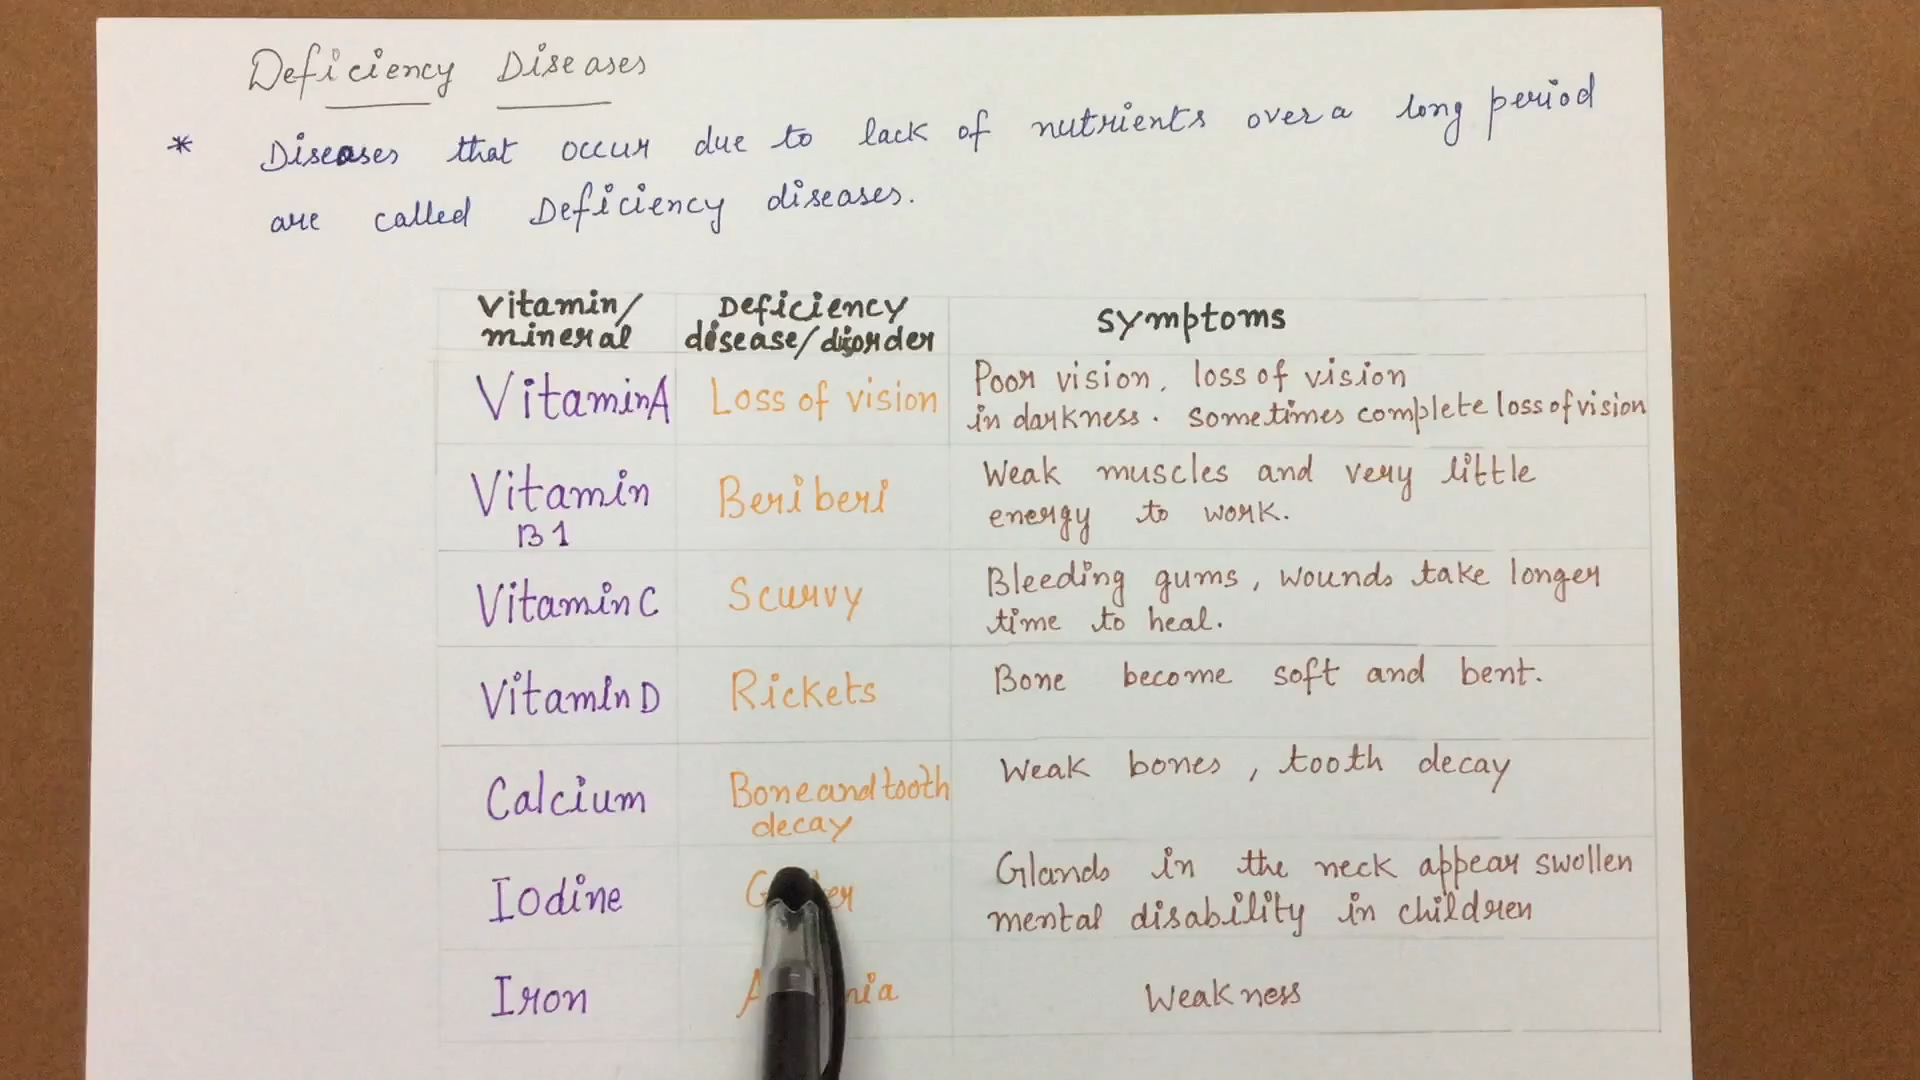 Deficiency Diseases
* Diseases that occur due to lack of nutrients over a long period
are called Deficiency diseases.
Vitamin/
mineral
Deficiency
disease/disorder
Symptoms
Vitamin A
Loss of vision
Poor vision, loss of vision
in darkness. Sometimes complete loss of vision
Vitamin
B1
Beri beri
Weak muscles and very little
energy to work.
Vitamin C
Scurvy
Bleeding gums, wounds take longer
time to heal.
Vitamin D
Rickets
Bone become soft and bent.
Calcium
Bone and tooth
decay
Weak bones, tooth decay
Iodine
Glands in the neck appear swollen
mental disability in children
Iron
Weakness